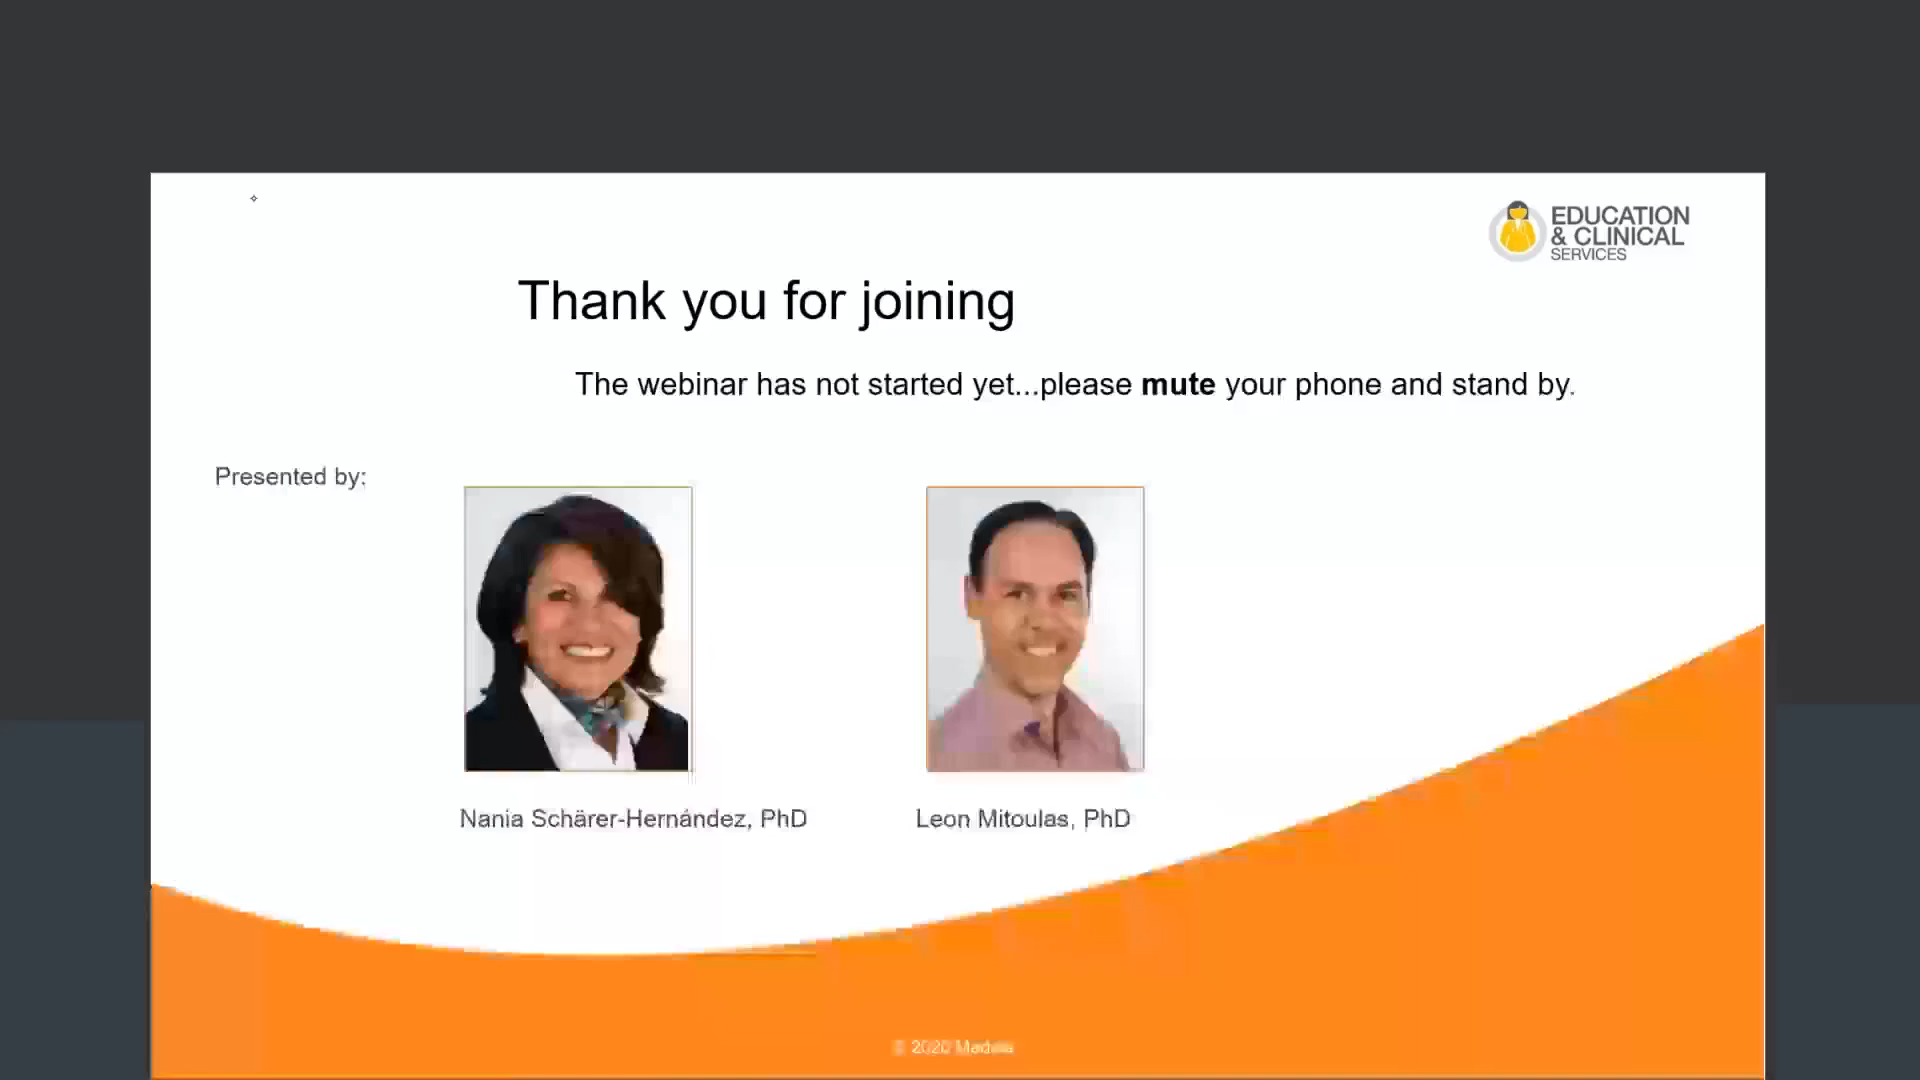 EDUCATION
& CLINICAL
SERVICES
Thank you for joining
The webinar has not started yet...please mute your phone and stand by.
Presented by:
Nania Schärer-Hernández, PhD
Leon Mitoulas, PhD
© 2020 Medela